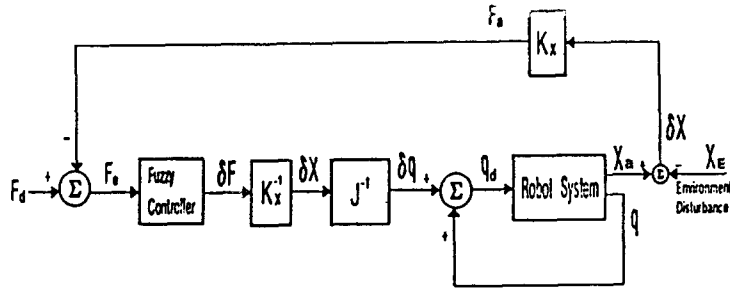 Fa
Kx
-
δX
Fd
+
Σ
Fe
Fuzzy
Controller
δF
Kx⁻¹
δX
J⁻¹
δq
+
Σ
+
qd
Robot System
Xa
+
Σ
-
XE
Environment
Disturbance
q